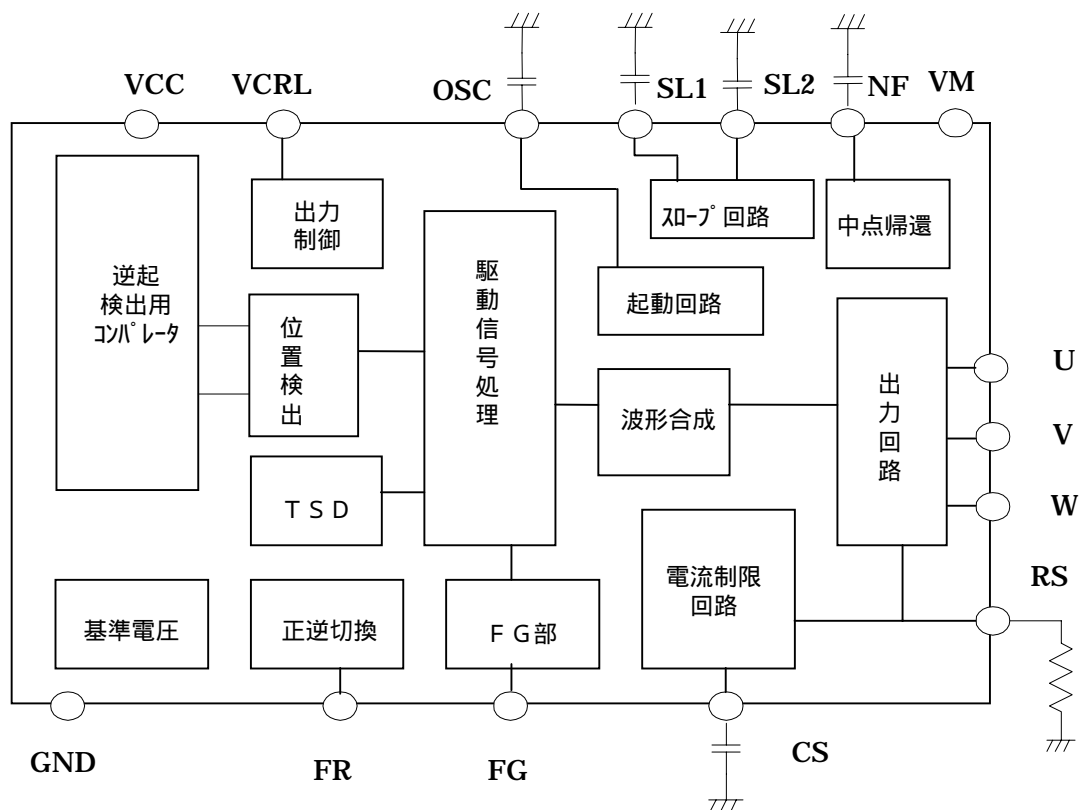 VCC
VCRL
OSC
SL1
SL2
NF
VM
逆起
検出用
ｺﾝﾊﾟﾚｰﾀ
出力
制御
位置検出
TSD
駆動信号処理
ｽﾛｰﾌﾟ回路
中点帰還
起動回路
波形合成
出力回路
U
V
W
RS
基準電圧
正逆切換
FG部
電流制限
回路
GND
FR
FG
CS